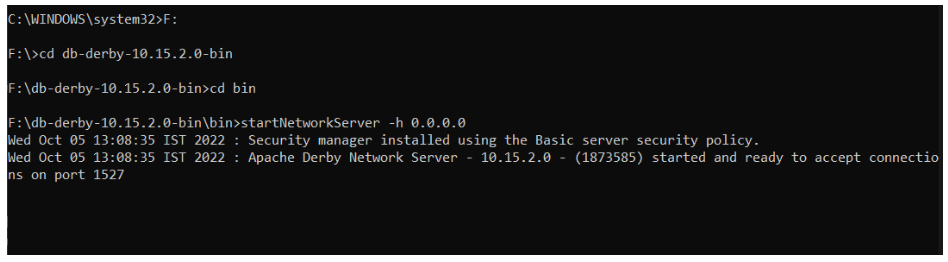 C:\WINDOWS\system32>F:
F:\>cd db-derby-10.15.2.0-bin
F:\db-derby-10.15.2.0-bin>cd bin
F:\db-derby-10.15.2.0-bin\bin>startNetworkServer -h 0.0.0.0
Wed Oct 05 13:08:35 IST 2022 : Security manager installed using the Basic server security policy.
Wed Oct 05 13:08:35 IST 2022 : Apache Derby Network Server - 10.15.2.0 - (1873585) started and ready to accept connectio
ns on port 1527